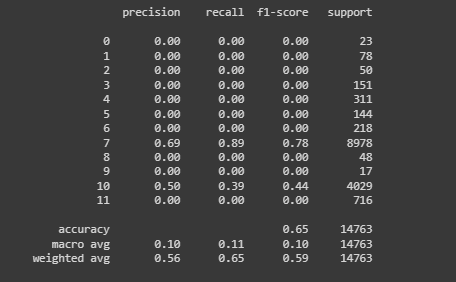 precision recall f1-score support
0 0.00 0.00 0.00 23
1 0.00 0.00 0.00 78
2 0.00 0.00 0.00 50
3 0.00 0.00 0.00 151
4 0.00 0.00 0.00 311
5 0.00 0.00 0.00 144
6 0.00 0.00 0.00 218
7 0.69 0.89 0.78 8978
8 0.00 0.00 0.00 48
9 0.00 0.00 0.00 17
10 0.50 0.39 0.44 4029
11 0.00 0.00 0.00 716
accuracy 0.65 14763
macro avg 0.10 0.11 0.10 14763
weighted avg 0.56 0.65 0.59 14763